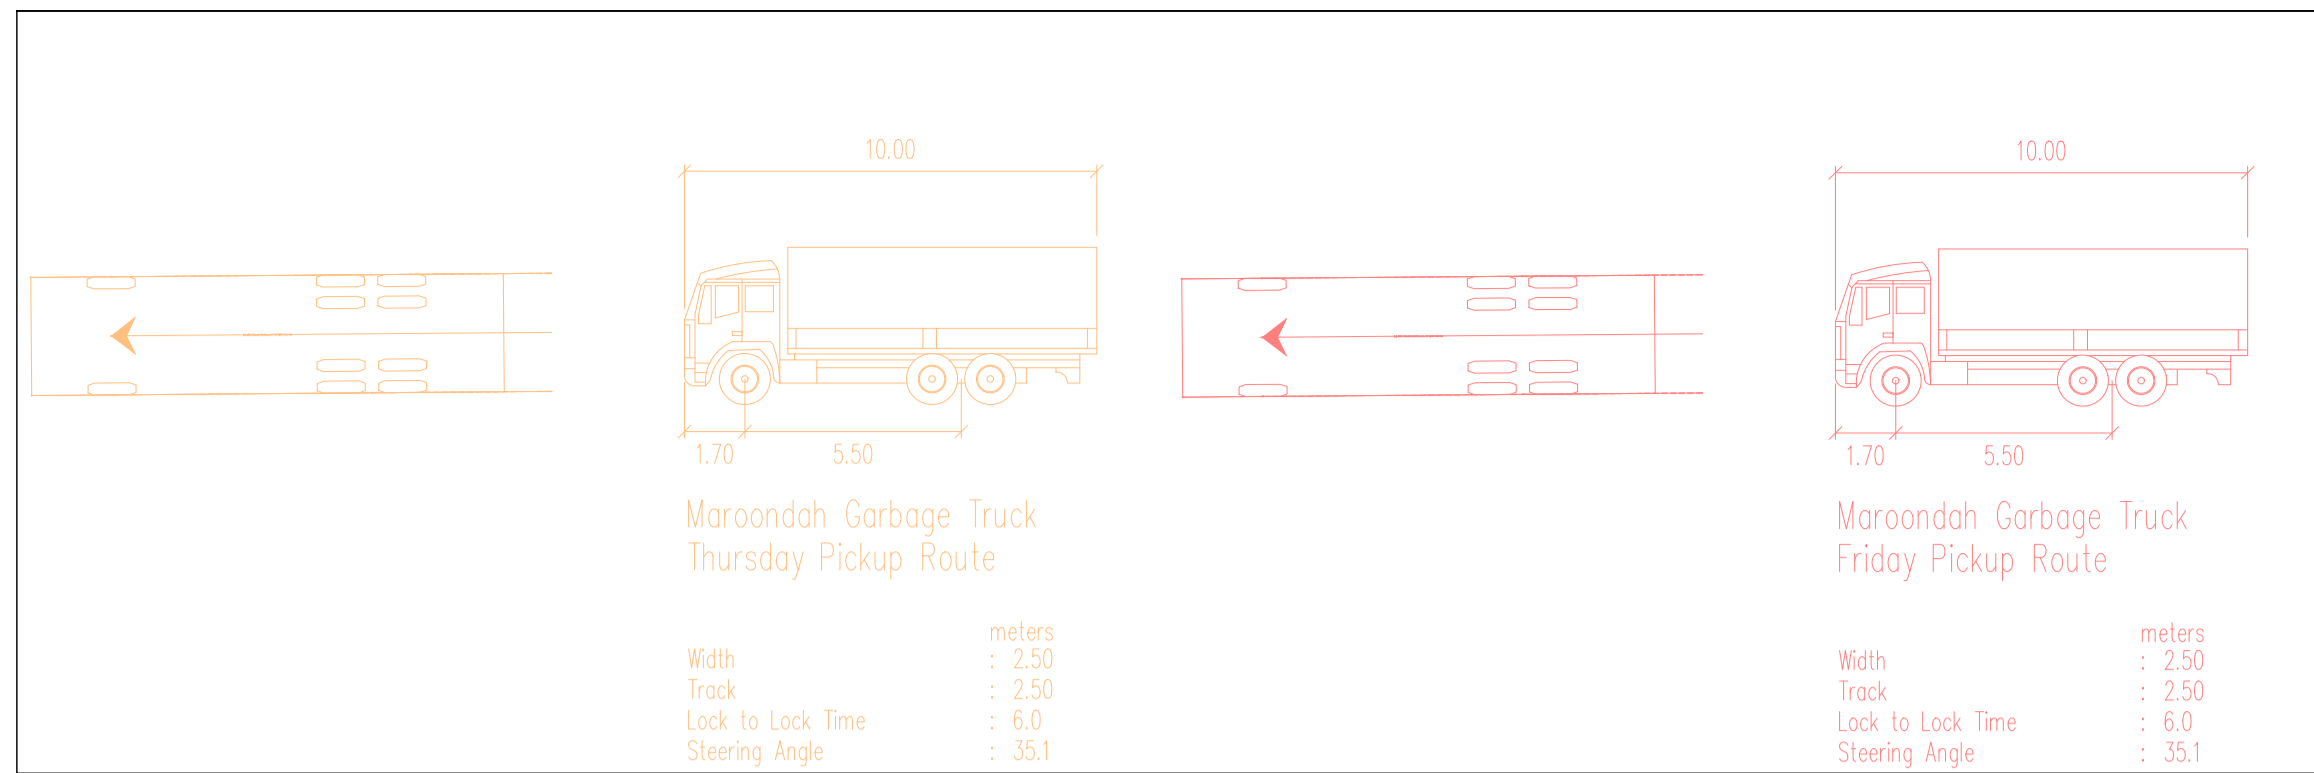 10.00
1.70 5.50
Maroondah Garbage Truck
Thursday Pickup Route
meters
Width : 2.50
Track : 2.50
Lock to Lock Time : 6.0
Steering Angle : 35.1
10.00
1.70 5.50
Maroondah Garbage Truck
Friday Pickup Route
meters
Width : 2.50
Track : 2.50
Lock to Lock Time : 6.0
Steering Angle : 35.1